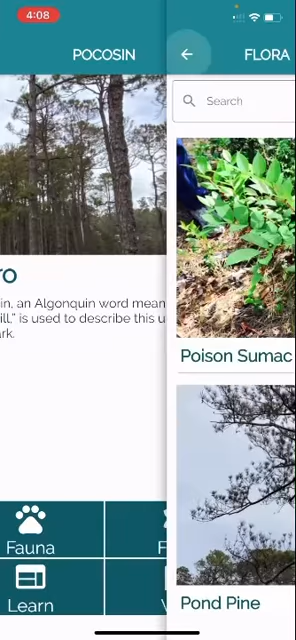 4:08
POCOSIN
FLORA
Search
ro
in, an Algonquin word mean
ill," is used to describe this u
ark.
Poison Sumac
Fauna
F
Learn
Pond Pine